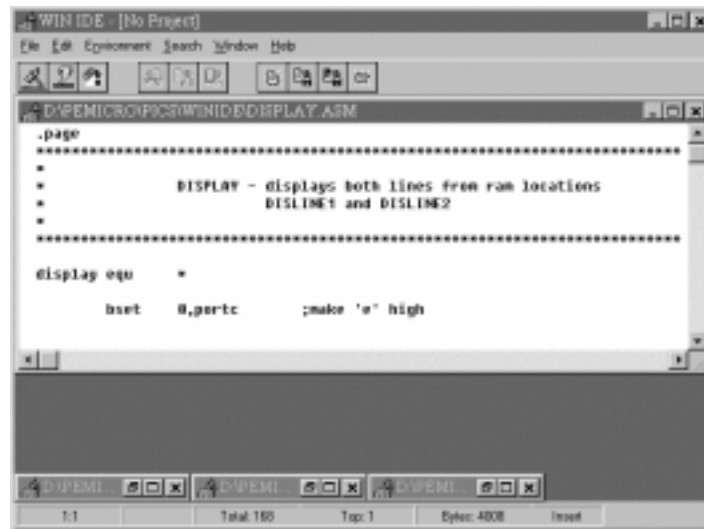 WIN IDE - [No Project]
File Edit Environment Search Window Help
D:\PEMICRO\PICS\WINIDE\DISPLAY.ASM
.page
********************************************************************************
*
* DISPLAY - displays both lines from ram locations
* DISLINE1 and DISLINE2
*
********************************************************************************
display equ *
bset 0,portc ;make 'e' high
D:\PEMI... D:\PEMI... D:\PEMI...
1:1 Total: 168 Top: 1 Bytes: 4008 Insert